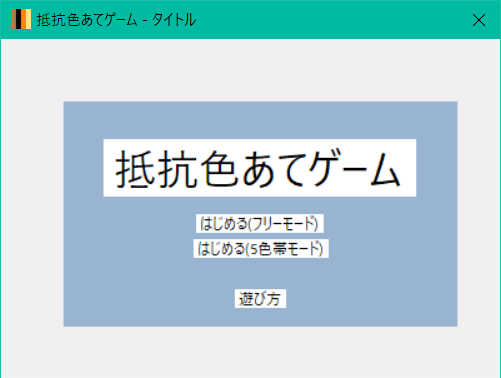 抵抗色あてゲーム - タイトル
抵抗色あてゲーム
はじめる(フリーモード)
はじめる(5色帯モード)
遊び方